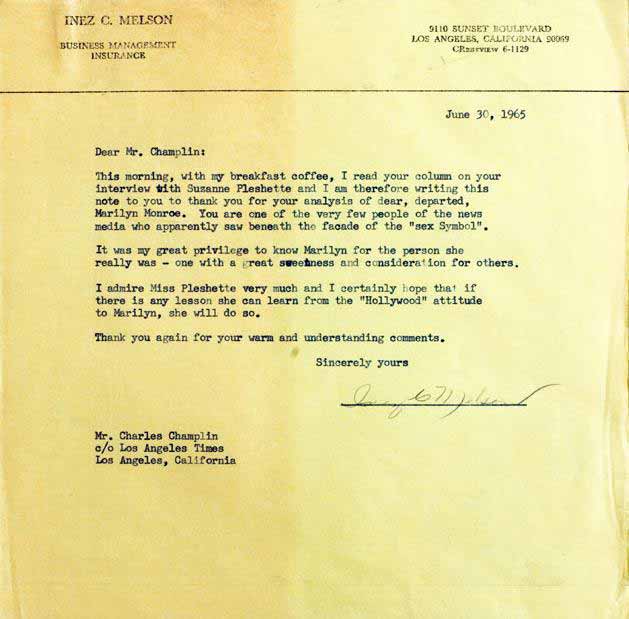 INEZ C. MELSON
BUSINESS MANAGEMENT
INSURANCE
9110 SUNSET BOULEVARD
LOS ANGELES, CALIFORNIA 90069
CRestview 6-1129
June 30, 1965
Dear Mr. Champlin:
This morning, with my breakfast coffee, I read your column on your
interview with Suzanne Pleshette and I am therefore writing this
note to you to thank you for your analysis of dear, departed,
Marilyn Monroe. You are one of the very few people of the news
media who apparently saw beneath the facade of the "sex Symbol".
It was my great privilege to know Marilyn for the person she
really was - one with a great sweetness and consideration for others.
I admire Miss Pleshette very much and I certainly hope that if
there is any lesson she can learn from the "Hollywood" attitude
to Marilyn, she will do so.
Thank you again for your warm and understanding comments.
Sincerely yours
Inez C Melson
Mr. Charles Champlin
c/o Los Angeles Times
Los Angeles, California